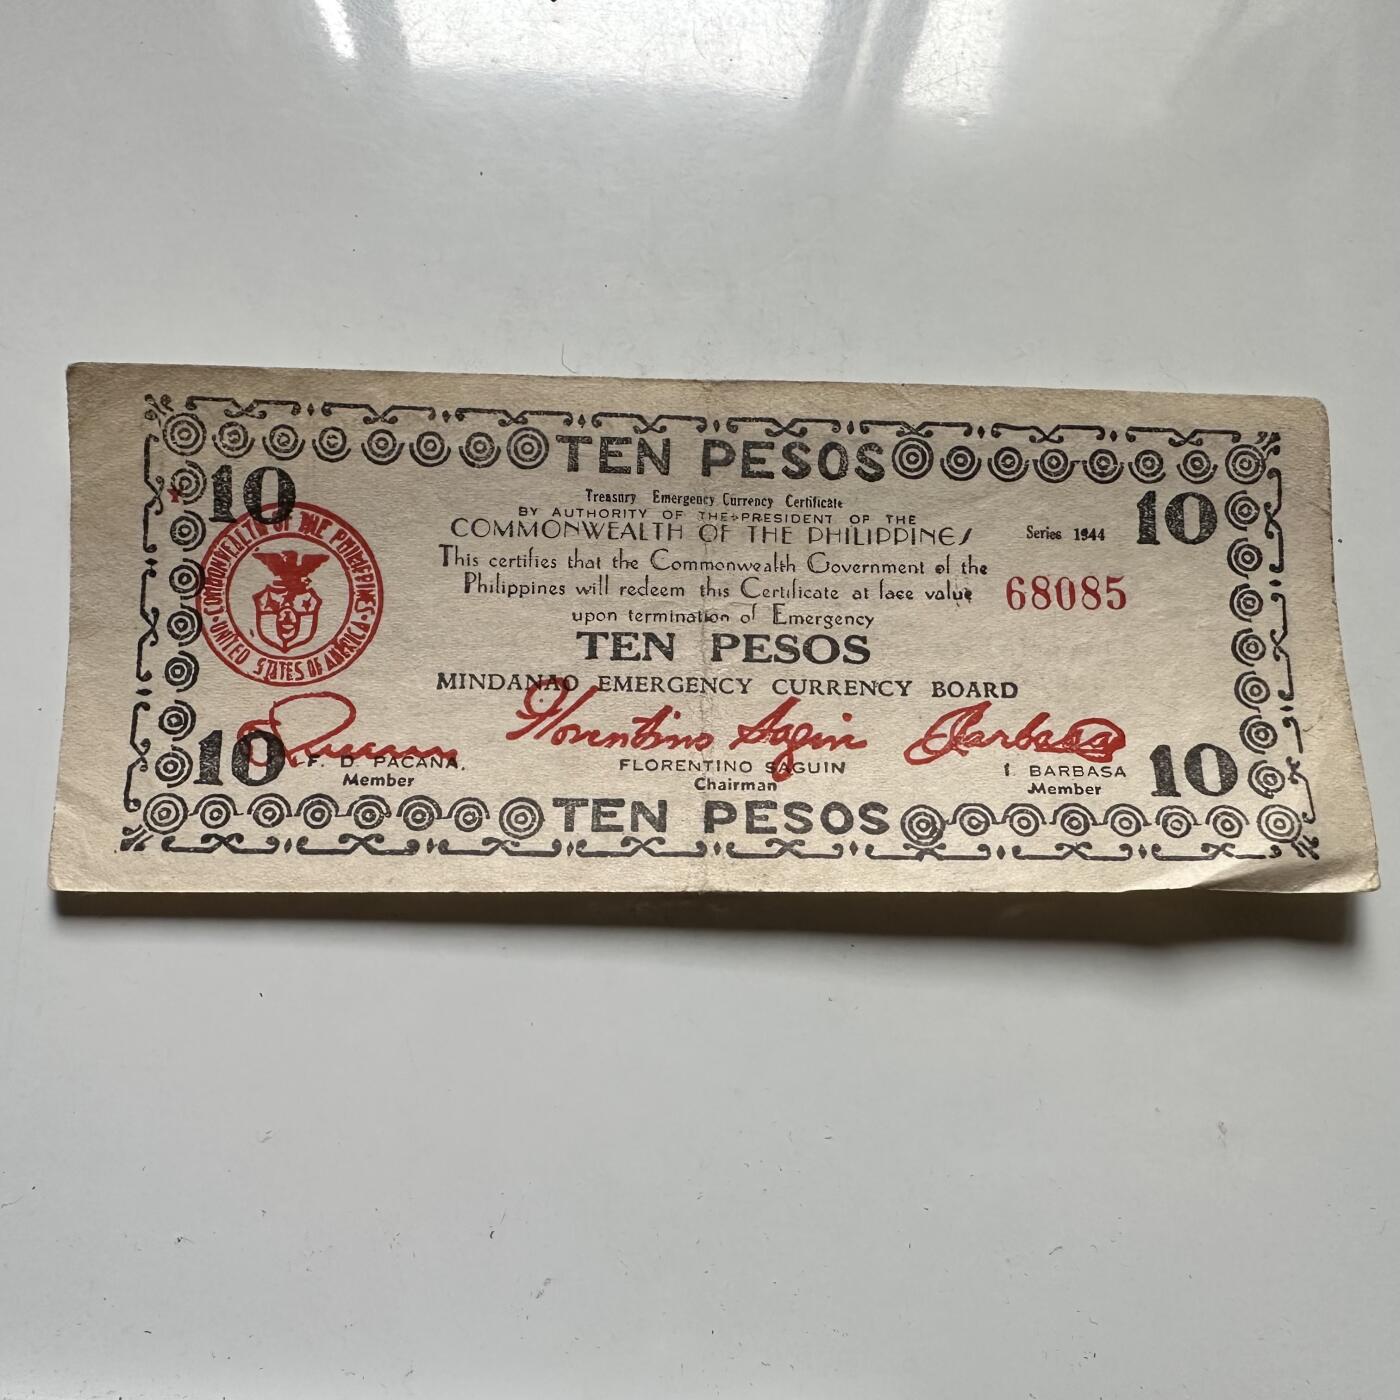 TEN PESOS
10
10
Treasury Emergency Currency Certificate
BY AUTHORITY OF THE PRESIDENT OF THE
COMMONWEALTH OF THE PHILIPPINES
Series 1944
This certifies that the Commonwealth Government of the
Philippines will redeem this Certificate at face value
68085
upon termination of Emergency
TEN PESOS
MINDANAO EMERGENCY CURRENCY BOARD
COMMONWEALTH OF THE PHILIPPINES
UNITED STATES OF AMERICA
Florentino Saguin
Barbasa
10
F. D. PACANA.
Member
FLORENTINO SAGUIN
Chairman
I. BARBASA
Member
10
TEN PESOS